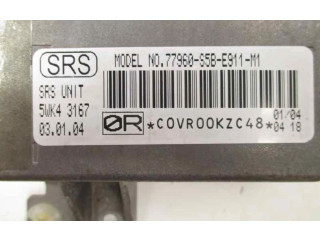 SRS MODEL NO.77960-S5B-E911-M1
SRS UNIT
5WK4 3167
03.01.04
ØR *COVR00KZC48* 01/04
04 18